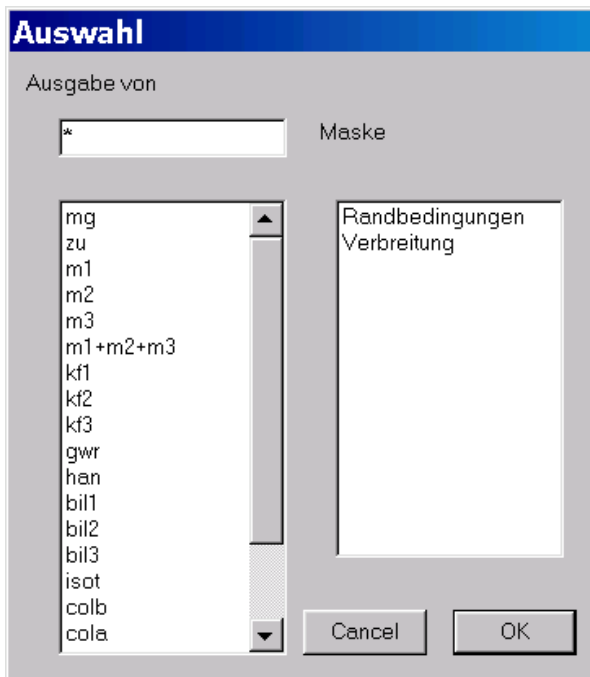 Auswahl
Ausgabe von
*
Maske
mg
zu
m1
m2
m3
m1+m2+m3
kf1
kf2
kf3
gwr
han
bil1
bil2
bil3
isot
colb
cola
Randbedingungen
Verbreitung
Cancel
OK